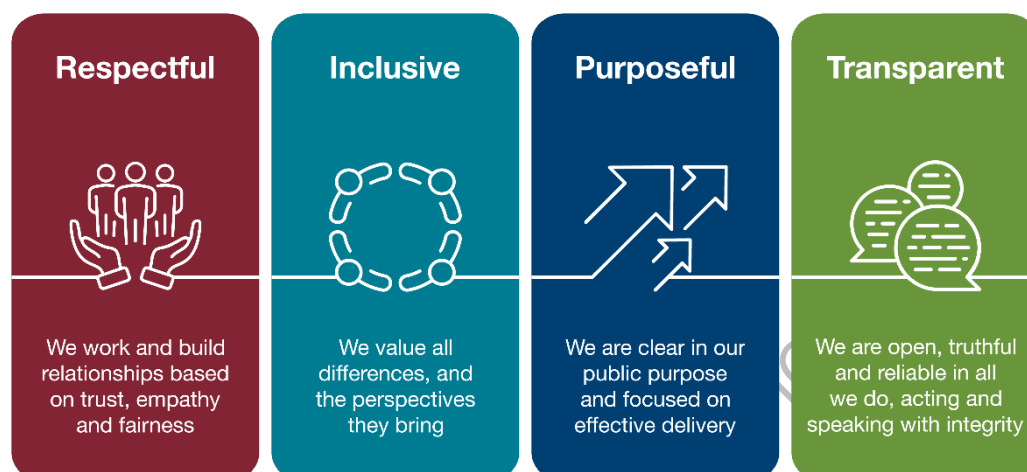 Respectful
We work and build
relationships based
on trust, empathy
and fairness
Inclusive
We value all
differences, and
the perspectives
they bring
Purposeful
We are clear in our
public purpose
and focused on
effective delivery
Transparent
We are open, truthful
and reliable in all
we do, acting and
speaking with integrity